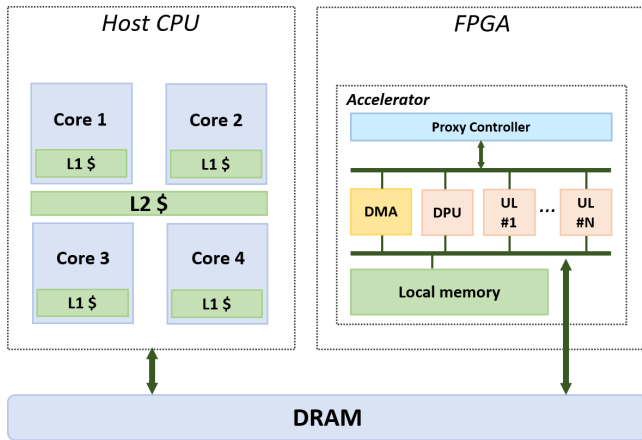 Host CPU
FPGA
Core 1
L1 $
Core 2
L1 $
L2 $
Core 3
L1 $
Core 4
L1 $
Accelerator
Proxy Controller
DMA
DPU
UL
#1
...
UL
#N
Local memory
DRAM